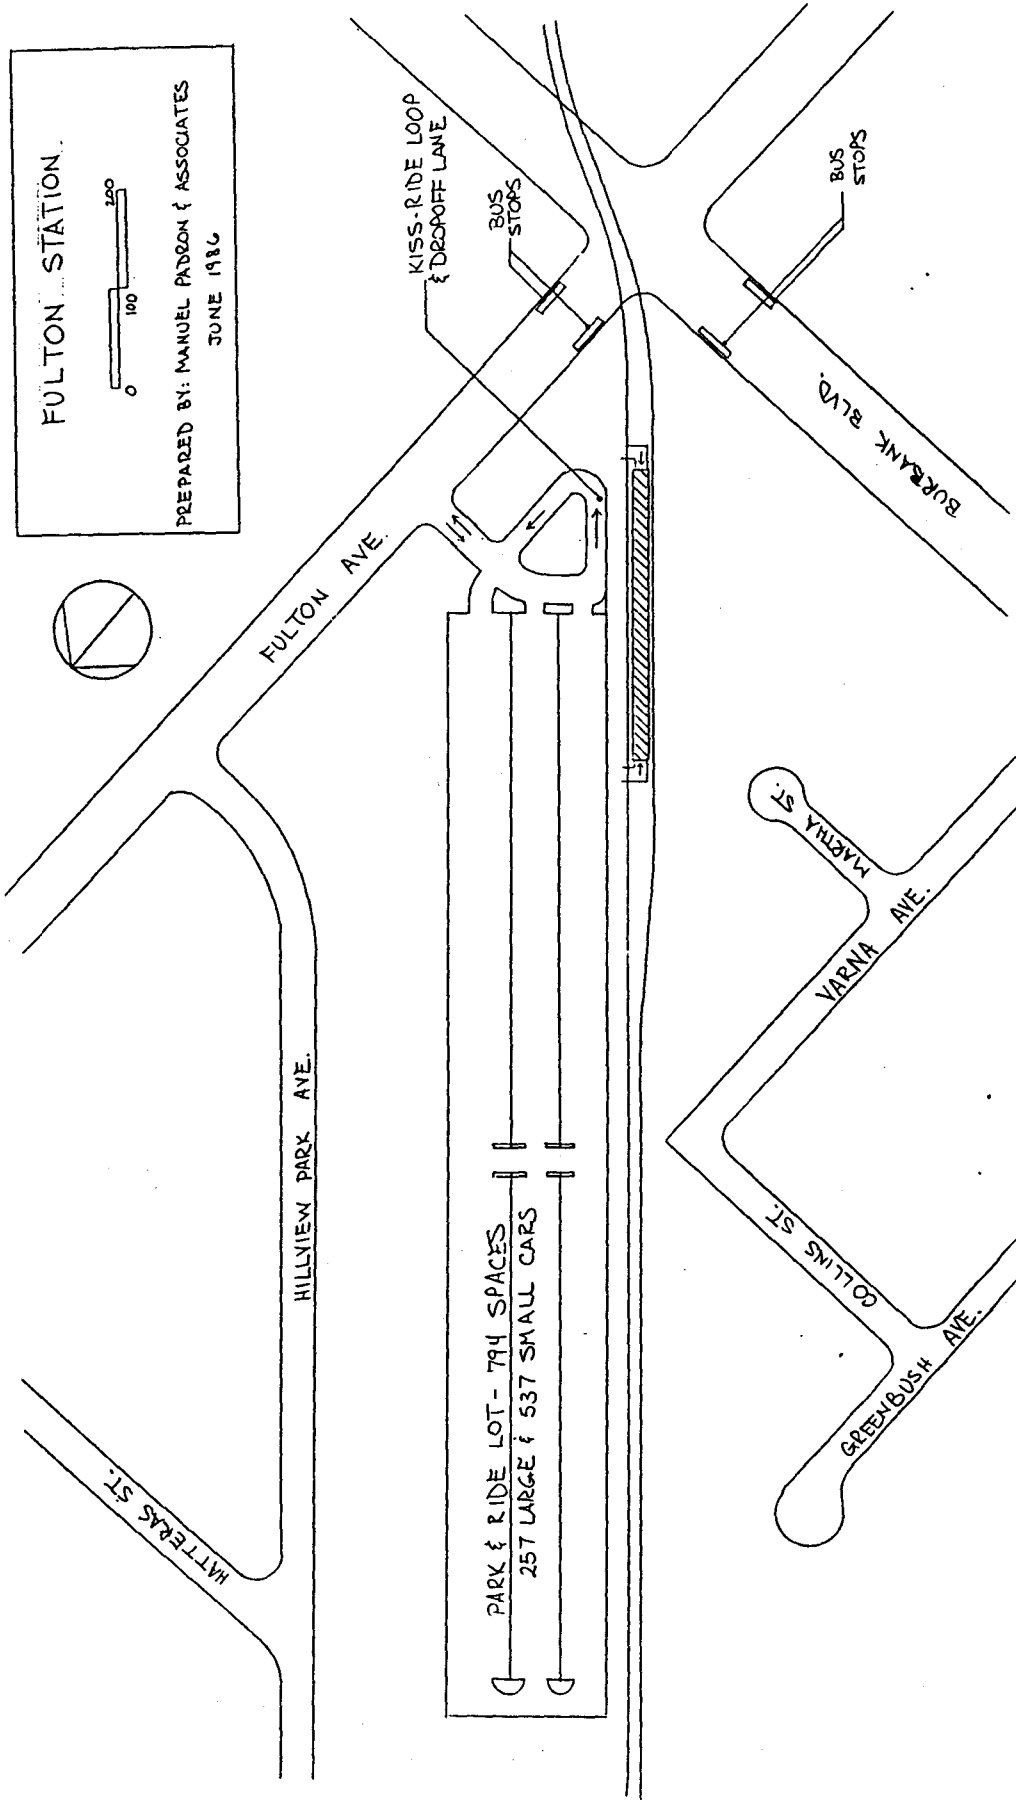 FULTON STATION
0 100 200
PREPARED BY: MANUEL PADRON & ASSOCIATES
JUNE 1986
KISS-RIDE LOOP
& DROPOFF LANE
BUS
STOPS
BUS
STOPS
BURBANK BLVD.
FULTON AVE.
MARTHA ST.
VARNA AVE.
HILLVIEW PARK AVE.
COLLINS ST.
GREENBUSH AVE.
HATTERAS ST.
PARK & RIDE LOT - 794 SPACES
257 LARGE & 537 SMALL CARS